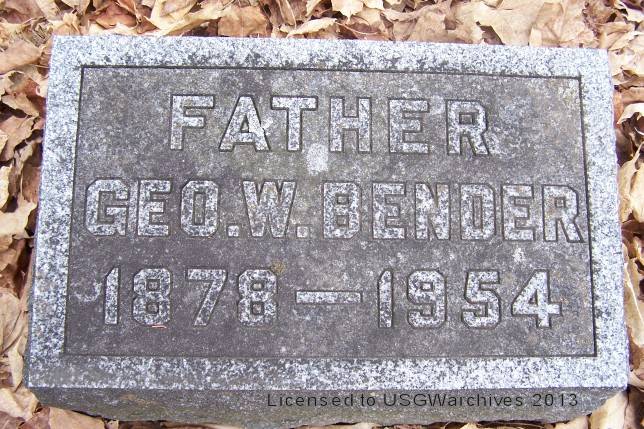 FATHER
GEO. W. BENDER
1878 — 1954
Licensed to USGWarchives 2013